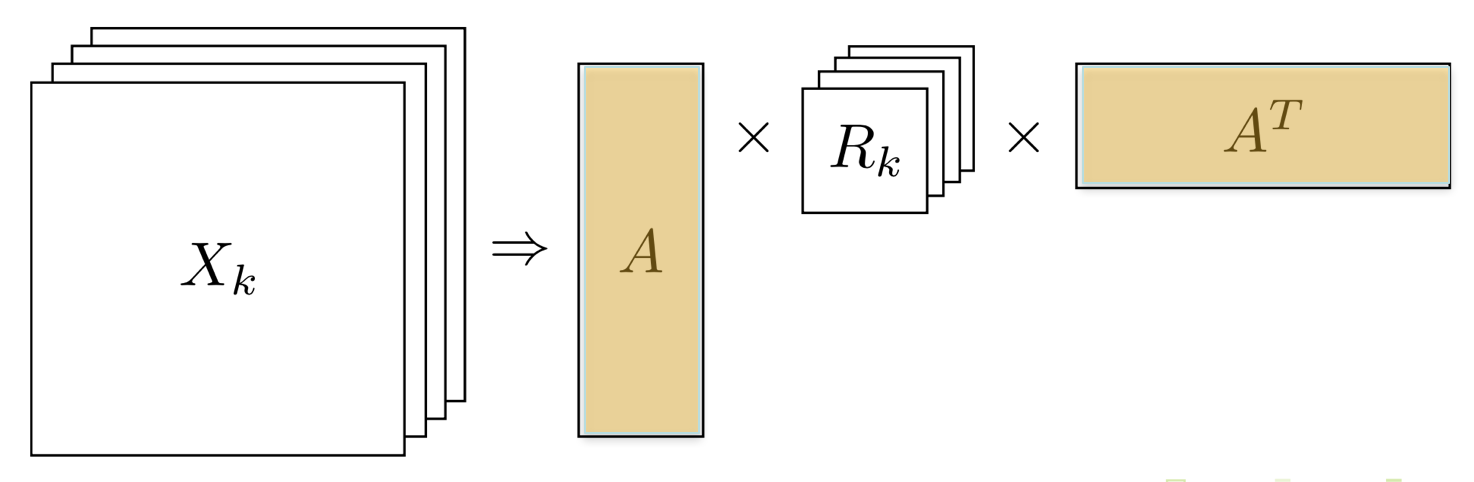 X_k ⇒ A × R_k × A^T